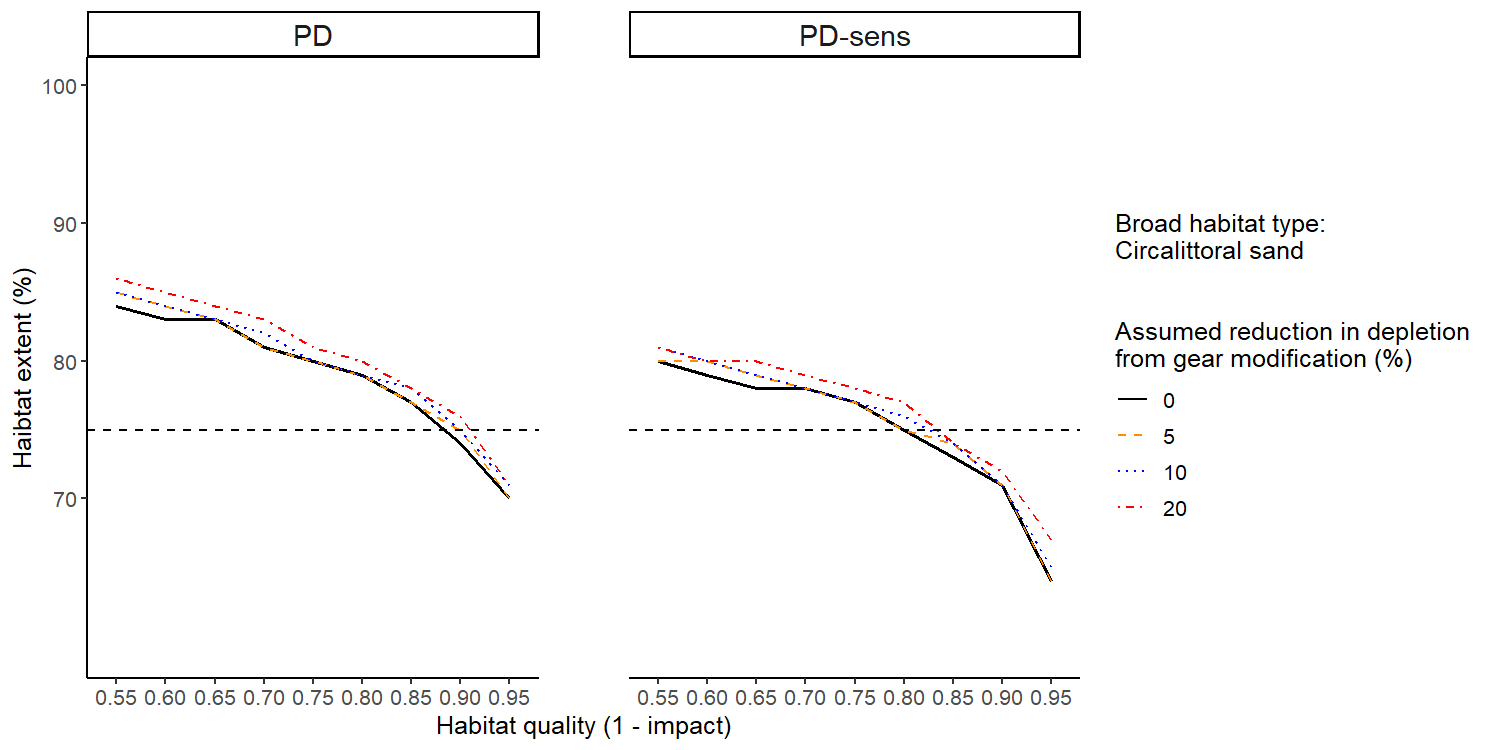 PD
PD-sens
100
90
80
70
Haibtat extent (%)
0.55 0.60 0.65 0.70 0.75 0.80 0.85 0.90 0.95
0.55 0.60 0.65 0.70 0.75 0.80 0.85 0.90 0.95
Habitat quality (1 - impact)
Broad habitat type:
Circalittoral sand
Assumed reduction in depletion
from gear modification (%)
0
5
10
20